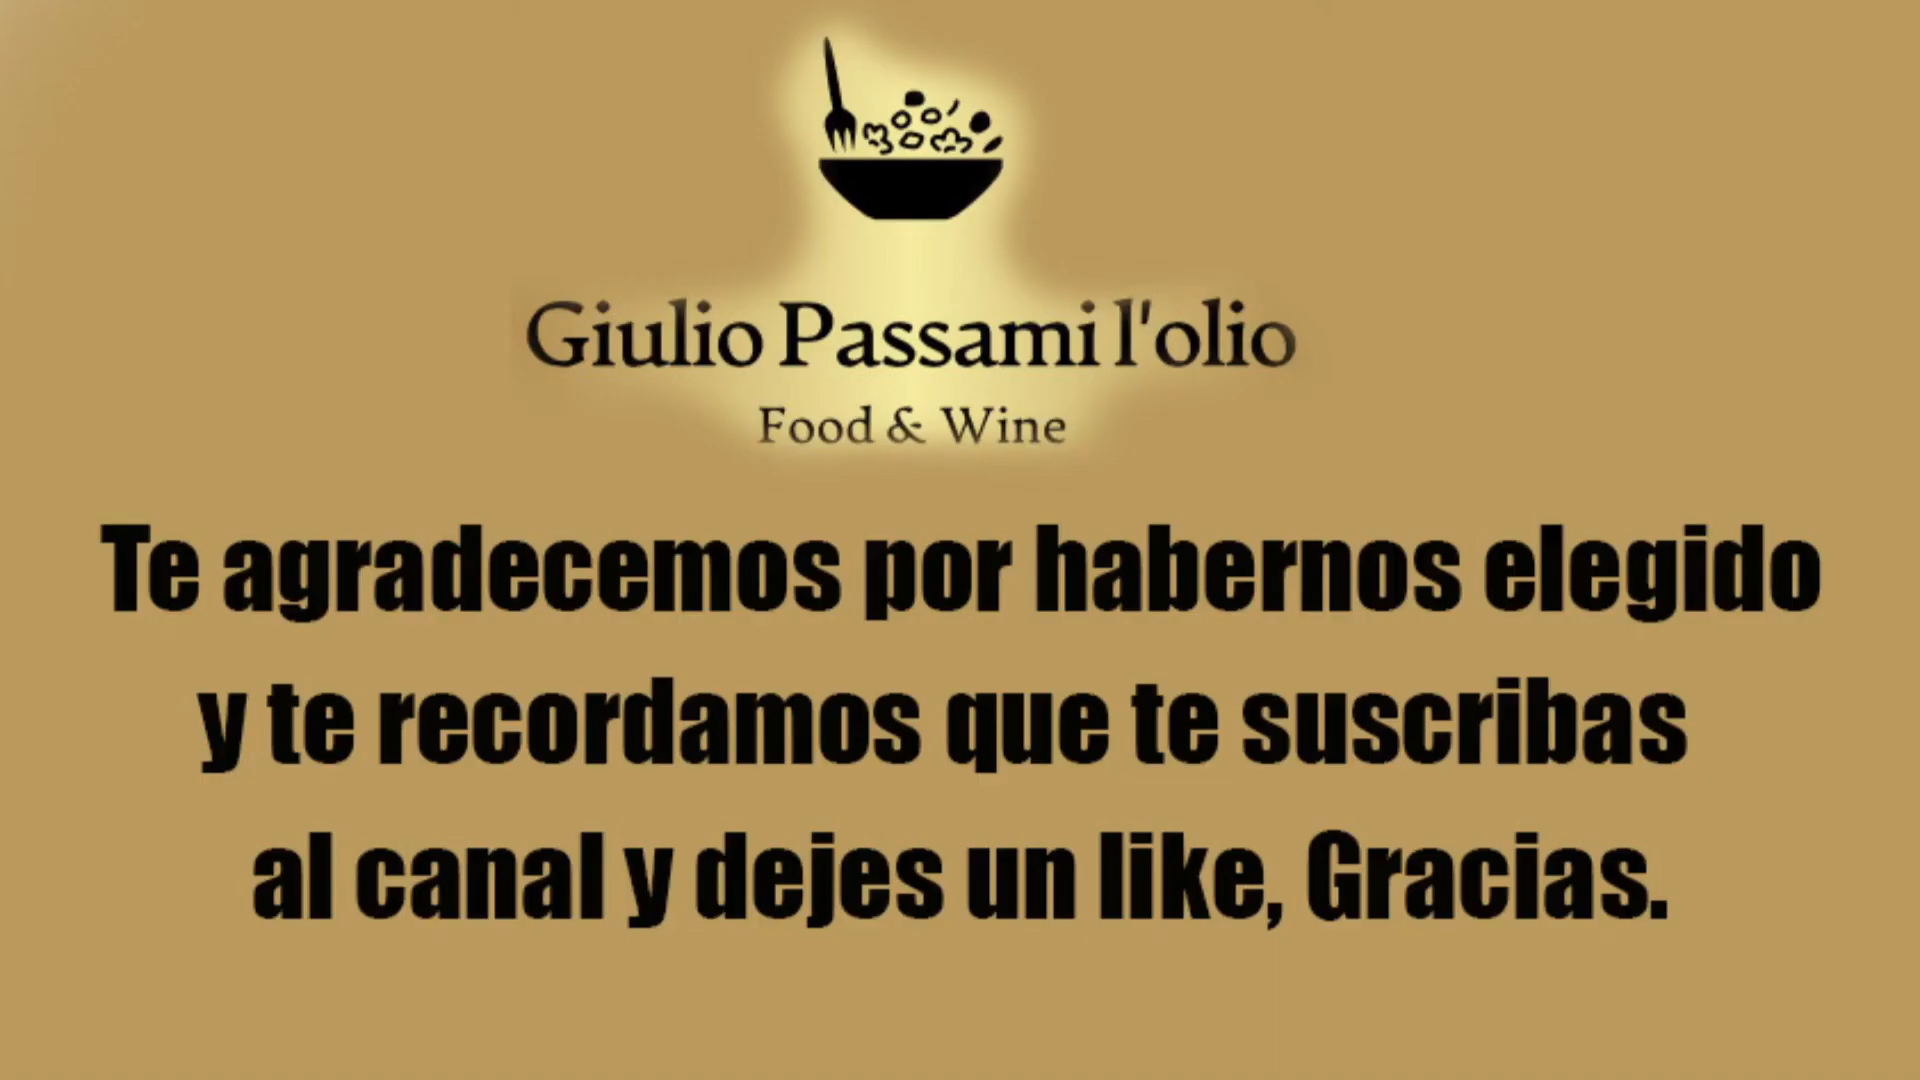 Giulio Passami l'olio
Food & Wine
Te agradecemos por habernos elegido
y te recordamos que te suscribas
al canal y dejes un like, Gracias.